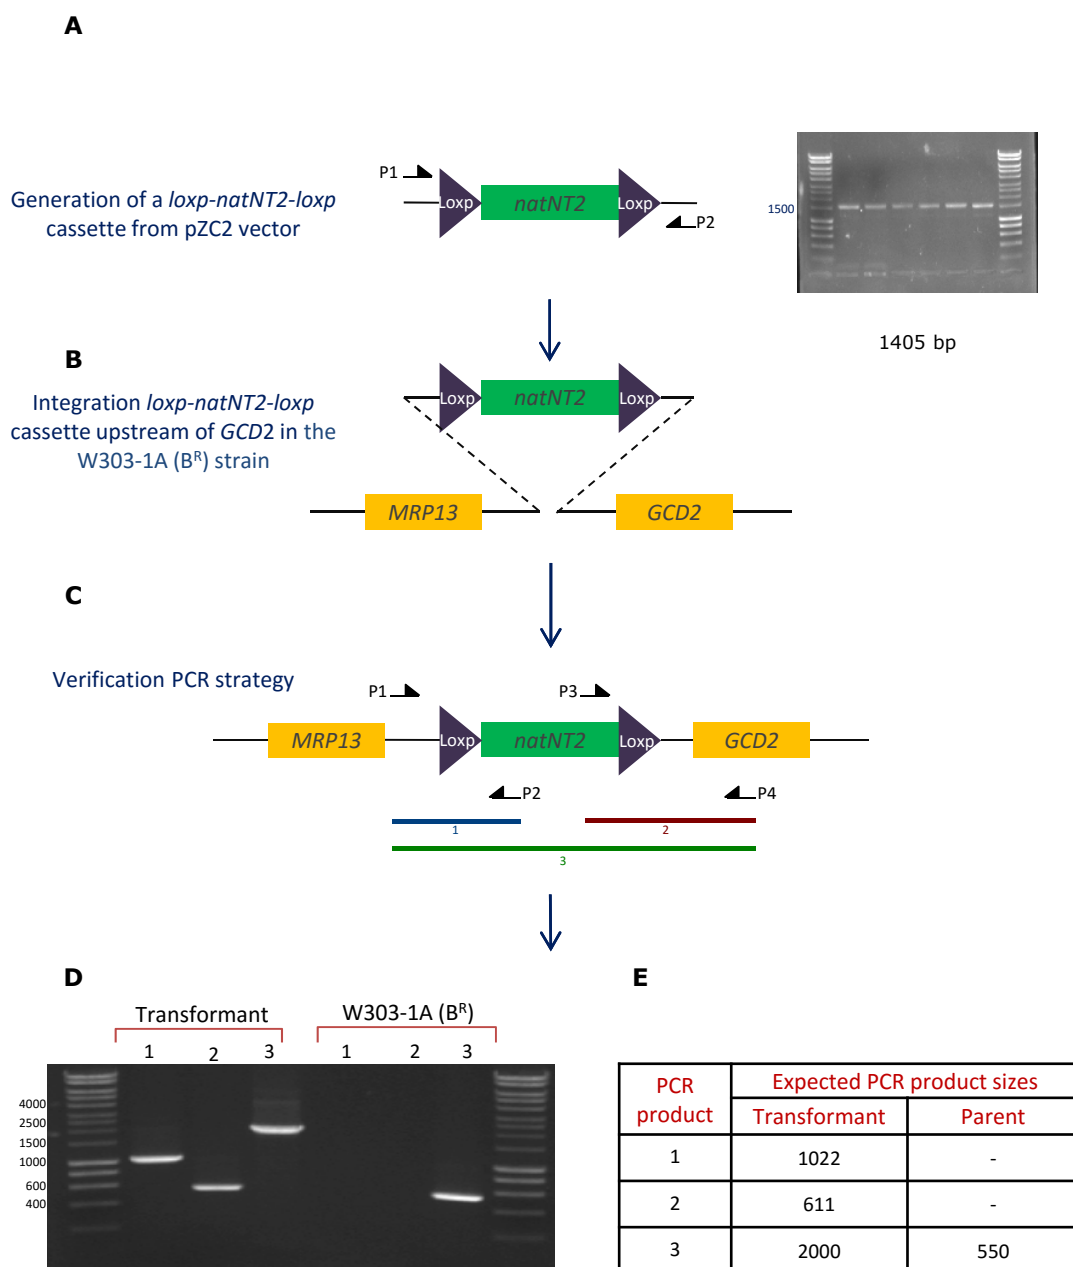 A
Generation of a loxp-natNT2-loxp
cassette from pZC2 vector
P1
Loxp
natNT2
Loxp
P2
1500
1405 bp
B
Integration loxp-natNT2-loxp
cassette upstream of GCD2 in the
W303-1A (Bᴿ) strain
Loxp
natNT2
Loxp
MRP13
GCD2
C
Verification PCR strategy
P1
P3
MRP13
Loxp
natNT2
Loxp
GCD2
P2
P4
1
2
3
D
Transformant
W303-1A (Bᴿ)
1 2 3 1 2 3
4000
2500
1500
1000
600
400
E
PCR product
Expected PCR product sizes
Transformant Parent
1 1022 -
2 611 -
3 2000 550